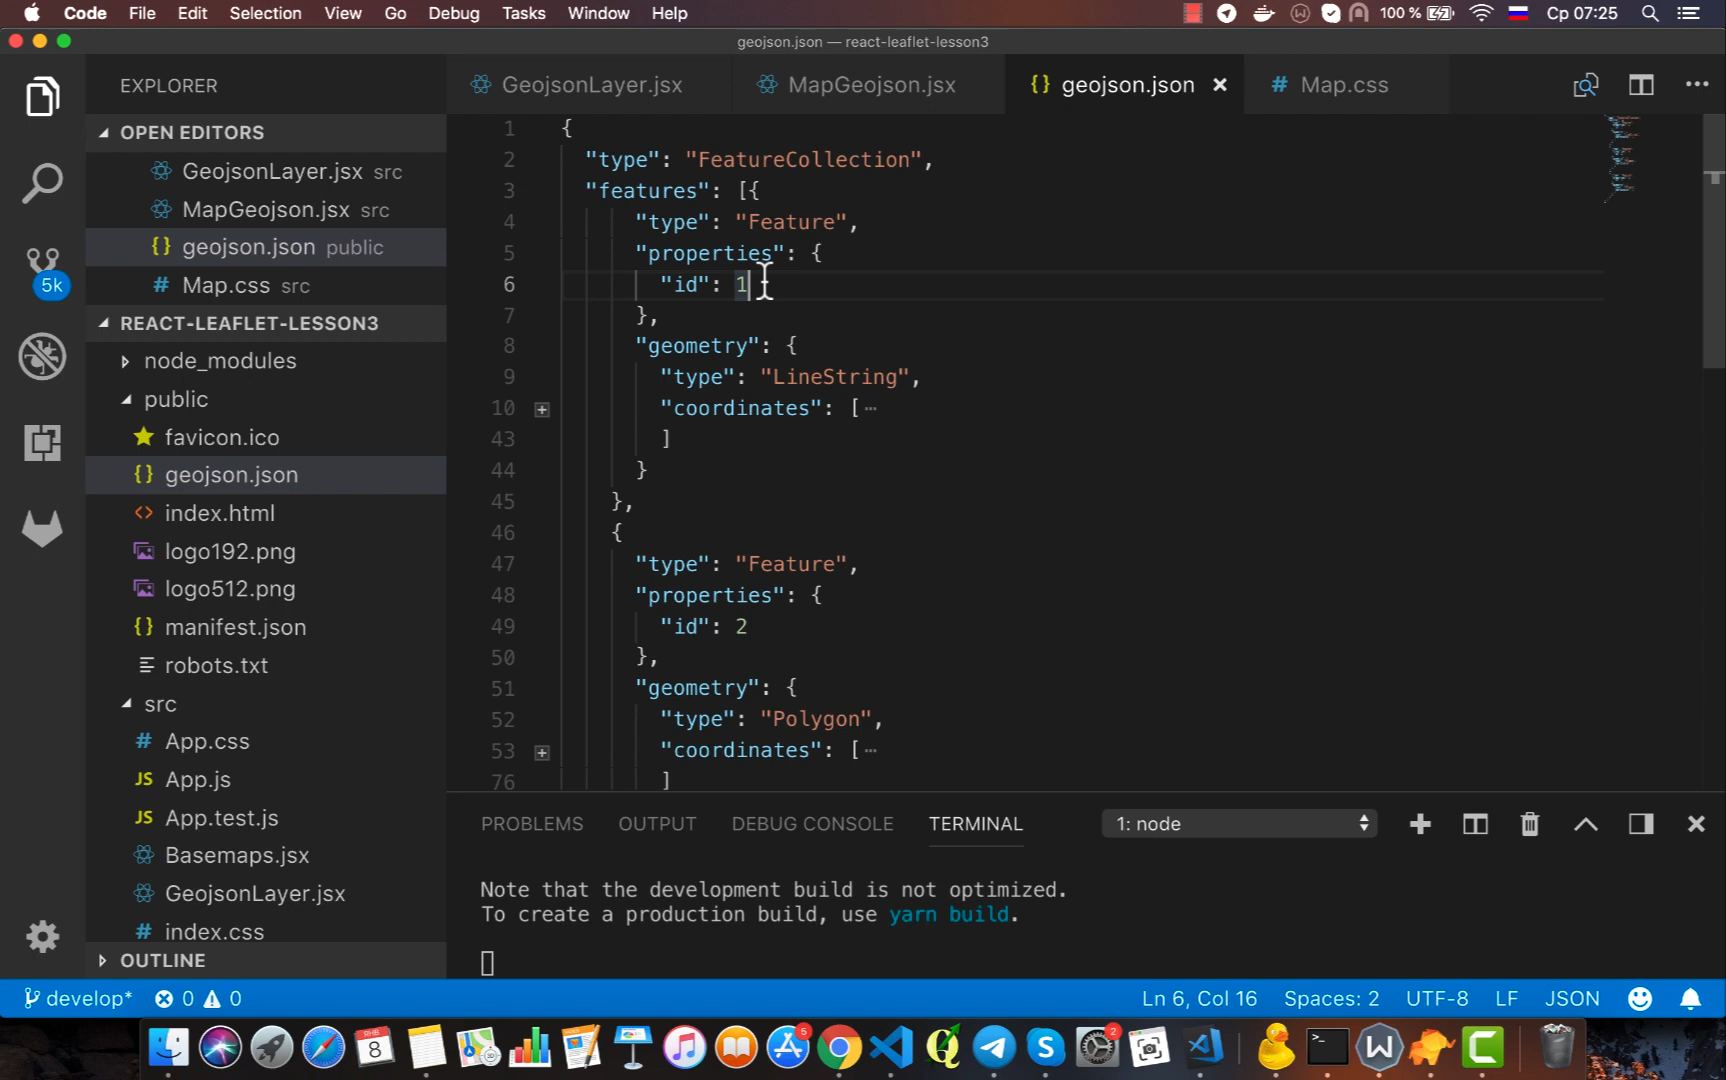 Code File Edit Selection View Go Debug Tasks Window Help 100 % Ср 07:25
geojson.json — react-leaflet-lesson3
EXPLORER
GeojsonLayer.jsx MapGeojson.jsx {} geojson.json × # Map.css ...
OPEN EDITORS
GeojsonLayer.jsx src
MapGeojson.jsx src
{} geojson.json public
# Map.css src
REACT-LEAFLET-LESSON3
node_modules
public
favicon.ico
{} geojson.json
<> index.html
logo192.png
logo512.png
{} manifest.json
robots.txt
src
# App.css
JS App.js
JS App.test.js
Basemaps.jsx
GeojsonLayer.jsx
# index.css
OUTLINE
5k
1 {
2 "type": "FeatureCollection",
3 "features": [{
4 "type": "Feature",
5 "properties": {
6 "id": 1
7 },
8 "geometry": {
9 "type": "LineString",
10 "coordinates": [ ...
43 ]
44 }
45 },
46 {
47 "type": "Feature",
48 "properties": {
49 "id": 2
50 },
51 "geometry": {
52 "type": "Polygon",
53 "coordinates": [ ...
76 ]
PROBLEMS OUTPUT DEBUG CONSOLE TERMINAL 1: node
Note that the development build is not optimized.
To create a production build, use yarn build.
develop* 0 0 Ln 6, Col 16 Spaces: 2 UTF-8 LF JSON
8 5 2 W C